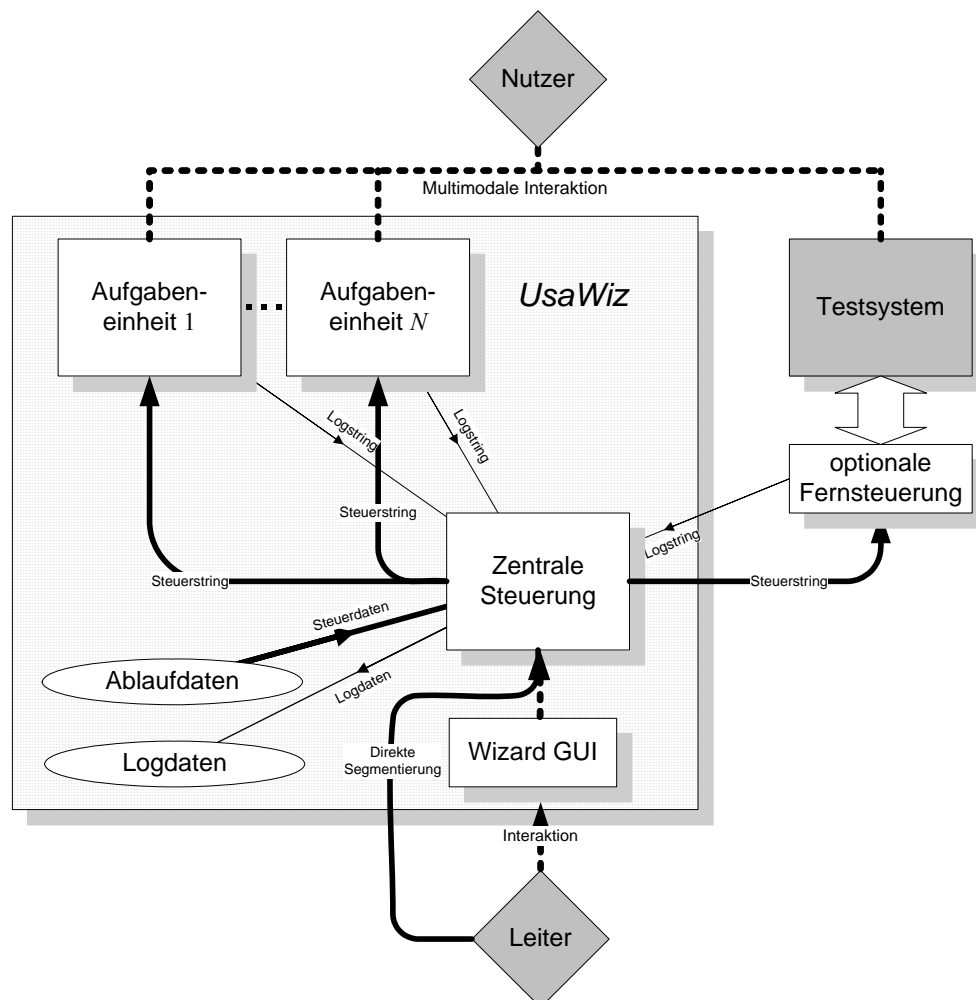 Nutzer
Multimodale Interaktion
Aufgaben-
einheit 1
Aufgaben-
einheit N
UsaWiz
Testsystem
Logstring
Logstring
optionale
Fernsteuerung
Steuerstring
Logstring
Zentrale
Steuerung
Steuerstring
Steuerstring
Steuerdaten
Ablaufdaten
Logdaten
Logdaten
Direkte
Segmentierung
Wizard GUI
Interaktion
Leiter